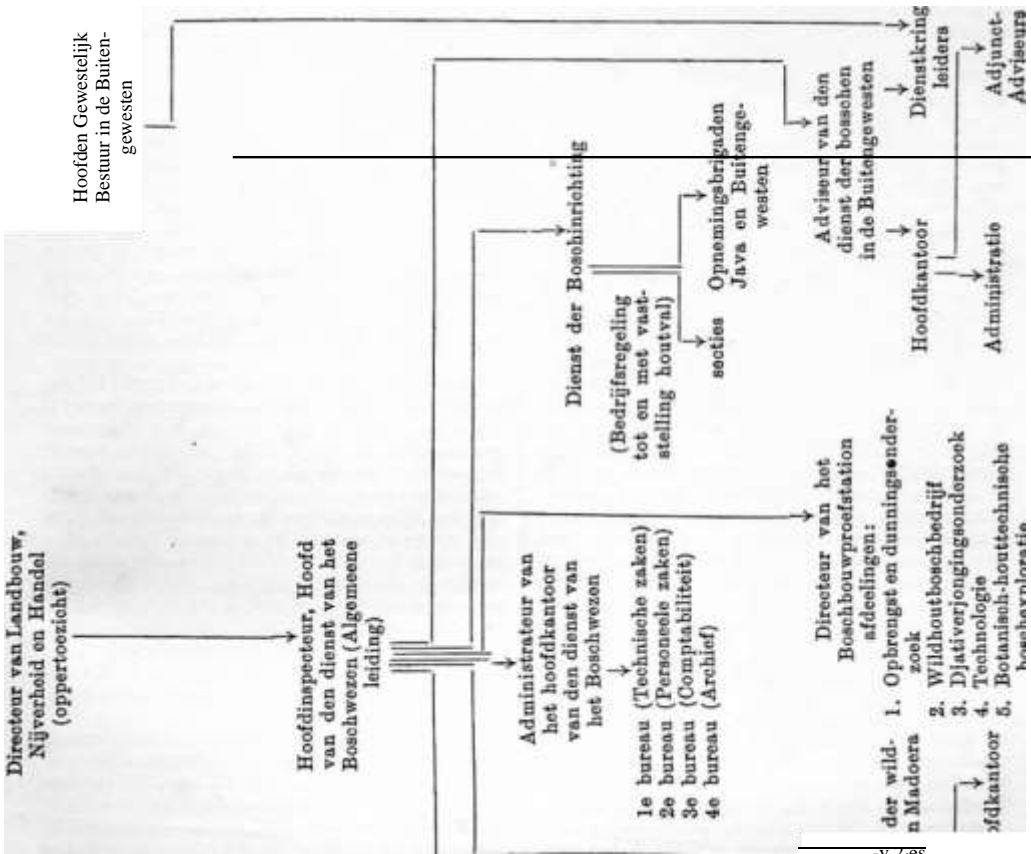 Directeur van Landbouw,
Nijverheid en Handel
(oppertoezicht)
Hoofden Gewestelijk
Bestuur in de Buiten-
gewesten
Hoofdinspecteur, Hoofd
van den dienst van het
Boschwezen (Algemeene
leiding)
Administrateur van
het hoofdkantoor
van den dienst van
het Boschwezen
1e bureau (Technische zaken)
2e bureau (Personeele zaken)
3e bureau (Comptabiliteit)
4e bureau (Archief)
Dienst der Boschinrichting
(Bedrijfsregeling
tot en met vast-
stelling houtval)
secties
Opnemingsbrigaden
Java en Buitenge-
westen
Directeur van het
Boschbouwproefstation
afdeelingen:
1. Opbrengst en dunningsonder-
zoek
2. Wildhoutboschbedrijf
3. Djativerjongingsonderzoek
4. Technologie
5. Botanisch-houttechnische
boschexploratie
Adviseur van den
dienst der bosschen
in de Buitengewesten
Hoofdkantoor
Administratie
Dienstkring
leiders
Adjunct-
Adviseurs
der wild-
n Madoera
ofdkantoor